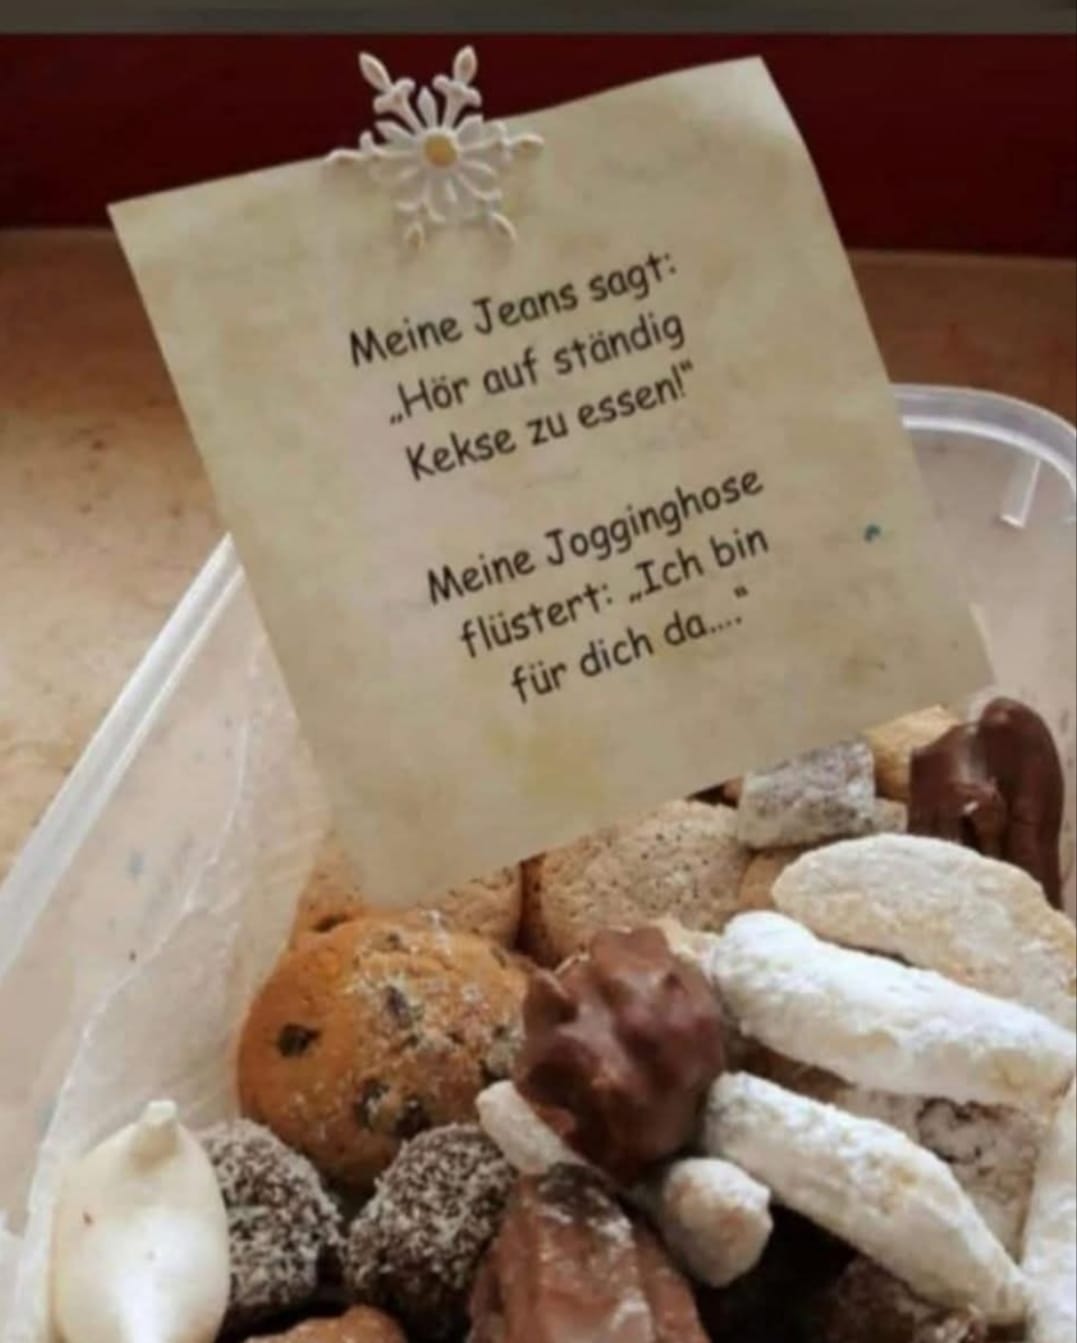 Meine Jeans sagt:
„Hör auf ständig
Kekse zu essen!“
Meine Jogginghose
flüstert: „Ich bin
für dich da....“